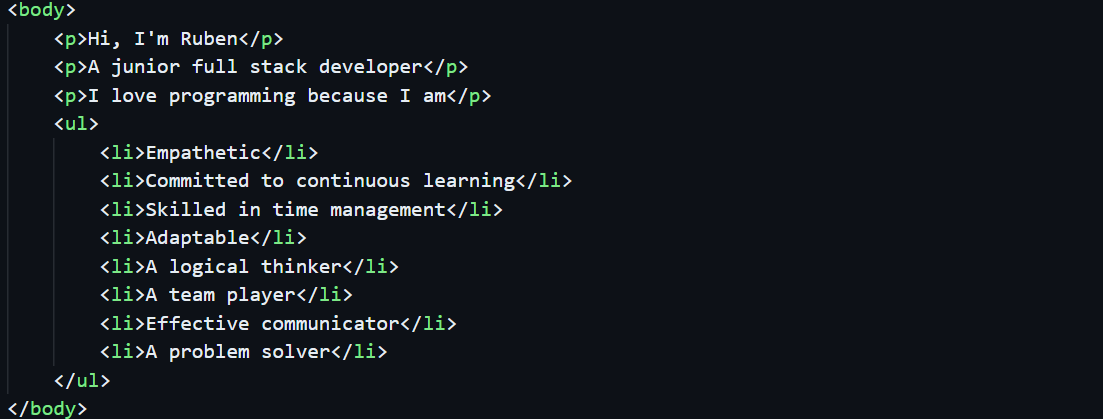 <body>
<p>Hi, I'm Ruben</p>
<p>A junior full stack developer</p>
<p>I love programming because I am</p>
<ul>
<li>Empathetic</li>
<li>Committed to continuous learning</li>
<li>Skilled in time management</li>
<li>Adaptable</li>
<li>A logical thinker</li>
<li>A team player</li>
<li>Effective communicator</li>
<li>A problem solver</li>
</ul>
</body>